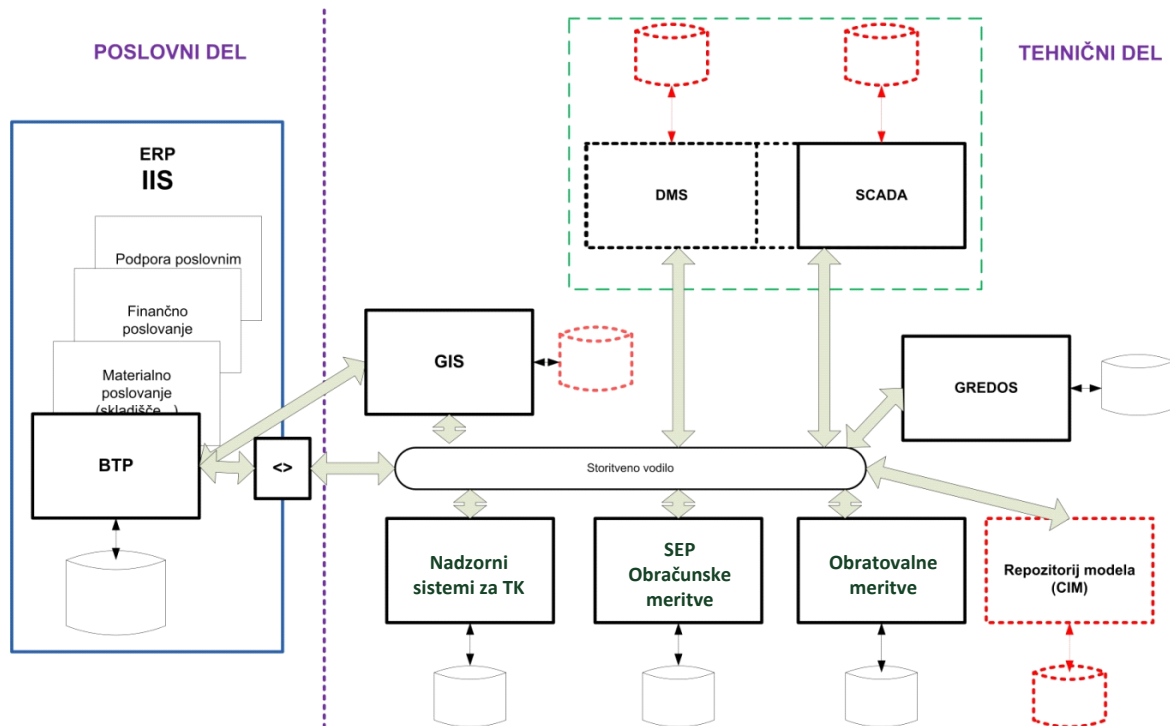 POSLOVNI DEL
TEHNIČNI DEL
ERP
IIS
Podpora poslovnim
Finančno
poslovanje
Materialno
poslovanje
(skladišče...)
BTP
<>
GIS
DMS
SCADA
GREDOS
Storitveno vodilo
Nadzorni
sistemi za TK
SEP
Obračunske
meritve
Obratovalne
meritve
Repozitorij modela
(CIM)